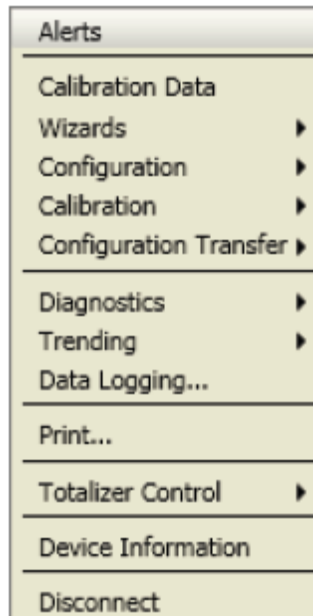 Alerts
Calibration Data
Wizards
Configuration
Calibration
Configuration Transfer
Diagnostics
Trending
Data Logging...
Print...
Totalizer Control
Device Information
Disconnect